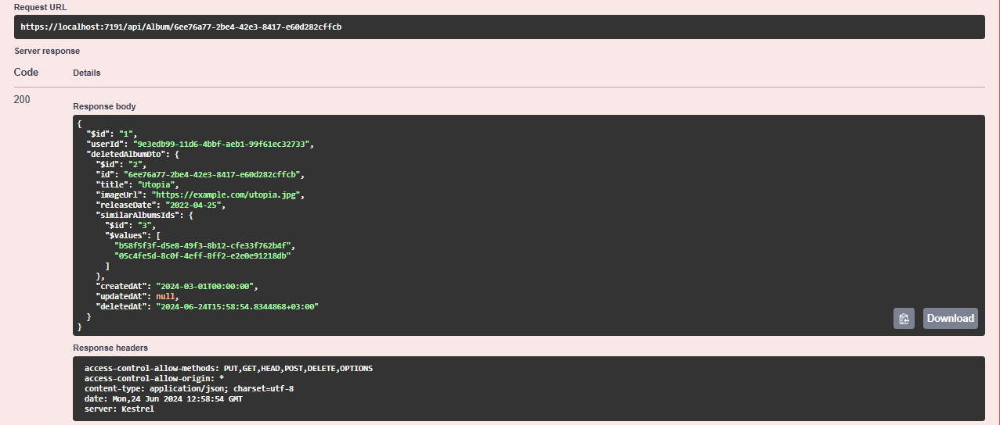 Request URL
https://localhost:7191/api/Album/6ee76a77-2be4-42e3-8417-e60d282cffcb
Server response
Code Details
200
Response body
{
  "$id": "1",
  "userId": "9e3edb99-11d6-4bbf-aeb1-99f61ec32733",
  "deletedAlbumDto": {
    "$id": "2",
    "id": "6ee76a77-2be4-42e3-8417-e60d282cffcb",
    "title": "Utopia",
    "imageUrl": "https://example.com/utopia.jpg",
    "releaseDate": "2022-04-25",
    "similarAlbumsIds": {
      "$id": "3",
      "$values": [
        "b58f5f3f-d5e8-49f3-8b12-cfe33f762b4f",
        "05c4fe5d-8c0f-4eff-8ff2-e2e0e91218db"
      ]
    },
    "createdAt": "2024-03-01T00:00:00",
    "updatedAt": null,
    "deletedAt": "2024-06-24T15:58:54.8344868+03:00"
  }
}
Download
Response headers
access-control-allow-methods: PUT,GET,HEAD,POST,DELETE,OPTIONS
access-control-allow-origin: *
content-type: application/json; charset=utf-8
date: Mon,24 Jun 2024 12:58:54 GMT
server: Kestrel